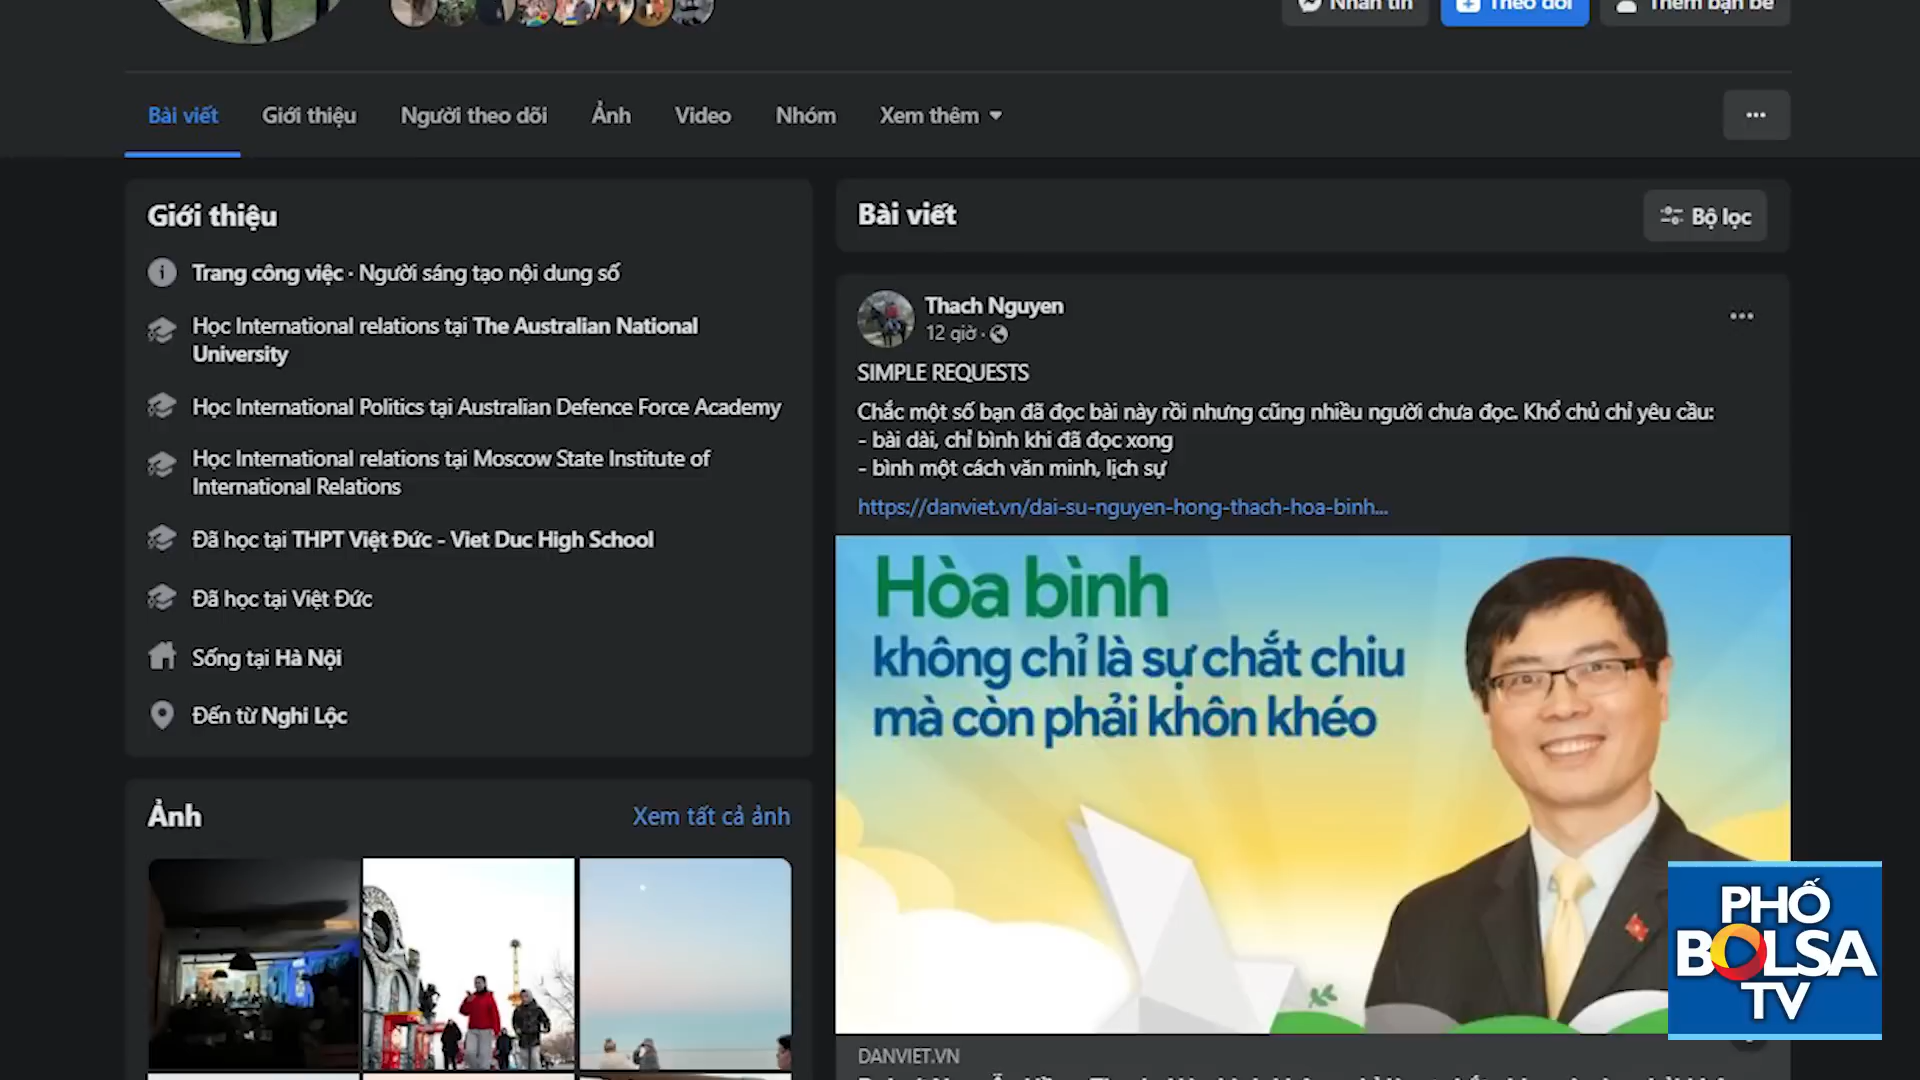 Nhắn tin
Theo dõi
Thêm bạn bè
Bài viết
Giới thiệu
Người theo dõi
Ảnh
Video
Nhóm
Xem thêm
Giới thiệu
Trang công việc · Người sáng tạo nội dung số
Học International relations tại The Australian National
University
Học International Politics tại Australian Defence Force Academy
Học International relations tại Moscow State Institute of
International Relations
Đã học tại THPT Việt Đức - Viet Duc High School
Đã học tại Việt Đức
Sống tại Hà Nội
Đến từ Nghi Lộc
Ảnh
Xem tất cả ảnh
Bài viết
Bộ lọc
Thach Nguyen
12 giờ ·
SIMPLE REQUESTS
Chắc một số bạn đã đọc bài này rồi nhưng cũng nhiều người chưa đọc. Khổ chủ chỉ yêu cầu:
- bài dài, chỉ bình khi đã đọc xong
- bình một cách văn minh, lịch sự
https://danviet.vn/dai-su-nguyen-hong-thach-hoa-binh...
Hòa bình
không chỉ là sự chắt chiu
mà còn phải khôn khéo
DANVIET.VN
PHỐ
BOLSA
TV